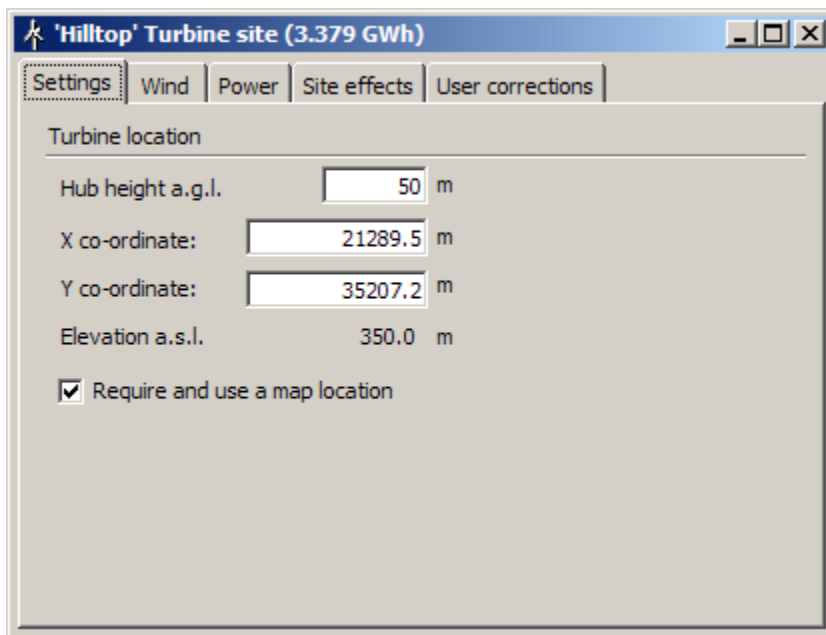 'Hilltop' Turbine site (3.379 GWh)
Settings Wind Power Site effects User corrections
Turbine location
Hub height a.g.l. 50 m
X co-ordinate: 21289.5 m
Y co-ordinate: 35207.2 m
Elevation a.s.l. 350.0 m
Require and use a map location